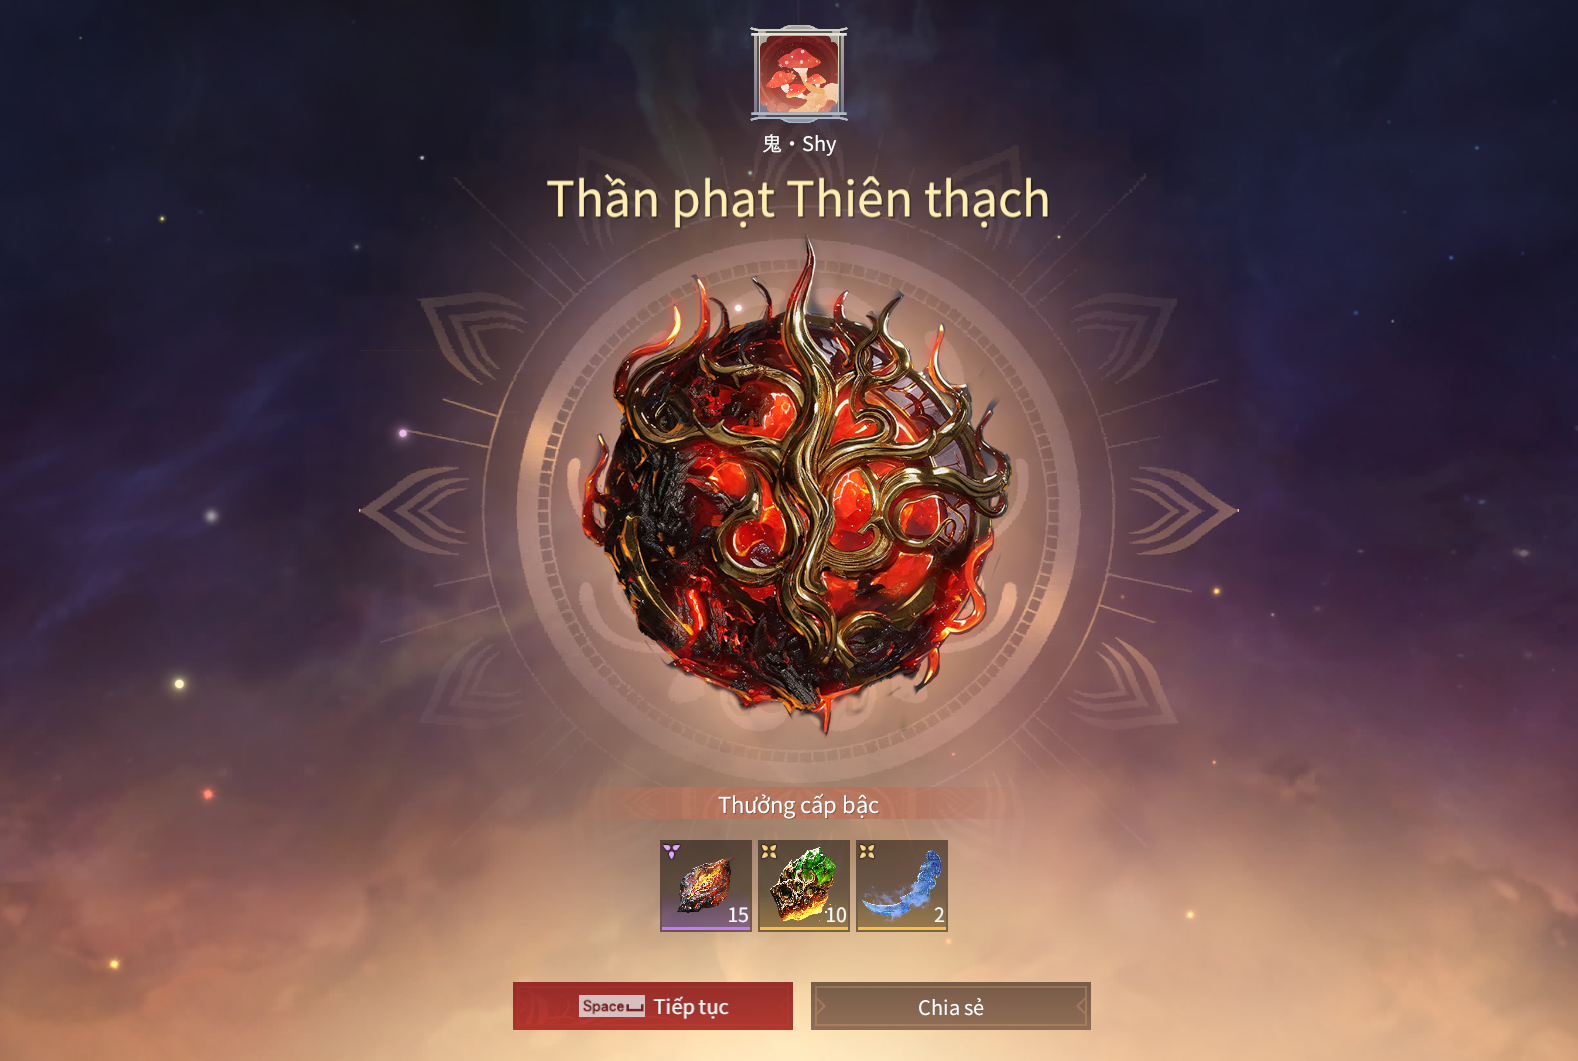 鬼·Shy
Thần phạt Thiên thạch
Thưởng cấp bậc
15
10
2
Space Tiếp tục
Chia sẻ